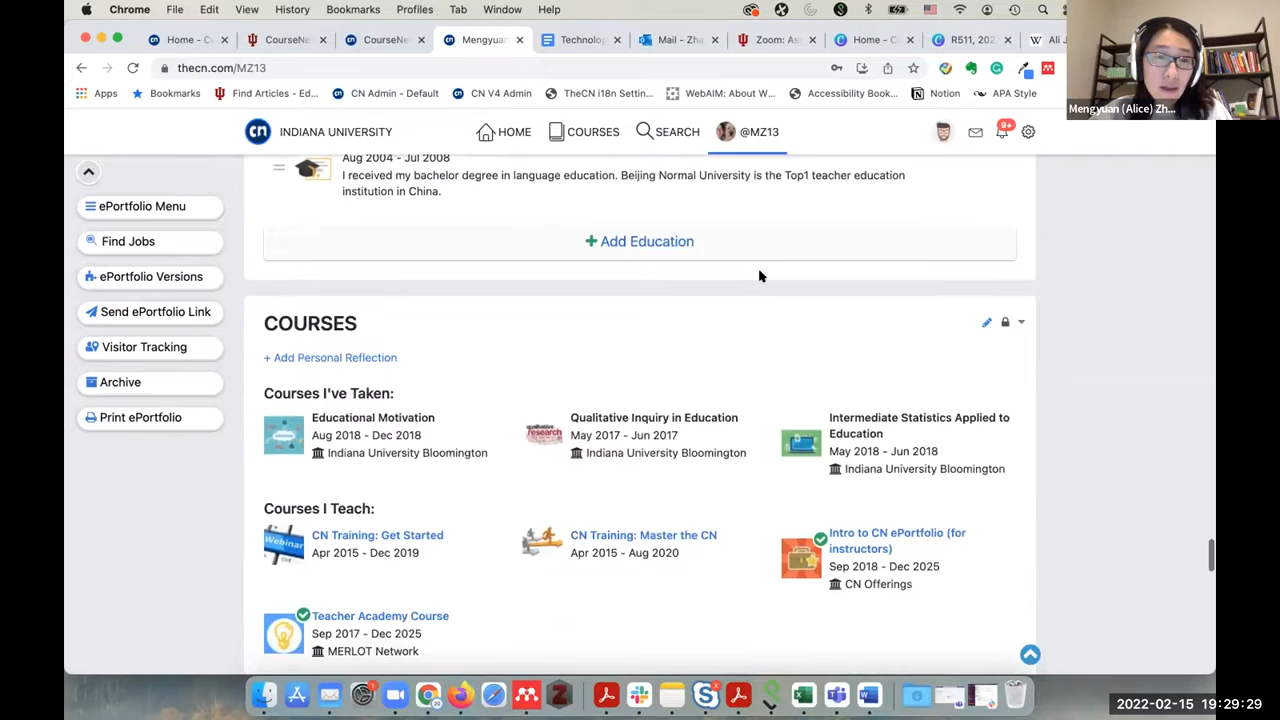 Chrome File Edit View History Bookmarks Profiles Tab Window Help
Home - C
CourseNe
CourseNe
Mengyuan
Technolog
Mail - Zha
Zoom: As
Home - C
R511, 202
Ali J
thecn.com/MZ13
Apps
Bookmarks
Find Articles - Ed...
CN Admin - Default
CN V4 Admin
TheCN i18n Settin...
WebAIM: About W...
Accessibility Book...
Notion
APA Style
Mengyuan (Alice) Zh...
cn INDIANA UNIVERSITY
HOME
COURSES
SEARCH
@MZ13
9+
ePortfolio Menu
Find Jobs
ePortfolio Versions
Send ePortfolio Link
Visitor Tracking
Archive
Print ePortfolio
Aug 2004 - Jul 2008
I received my bachelor degree in language education. Beijing Normal University is the Top1 teacher education
institution in China.
+ Add Education
COURSES
+ Add Personal Reflection
Courses I've Taken:
Educational Motivation
Aug 2018 - Dec 2018
Indiana University Bloomington
qualitative
research
Qualitative Inquiry in Education
May 2017 - Jun 2017
Indiana University Bloomington
Intermediate Statistics Applied to
Education
May 2018 - Jun 2018
Indiana University Bloomington
Courses I Teach:
Webinar
CN Training: Get Started
Apr 2015 - Dec 2019
CN Training: Master the CN
Apr 2015 - Aug 2020
Intro to CN ePortfolio (for
instructors)
Sep 2018 - Dec 2025
CN Offerings
Teacher Academy Course
Sep 2017 - Dec 2025
MERLOT Network
2022-02-15 19:29:29